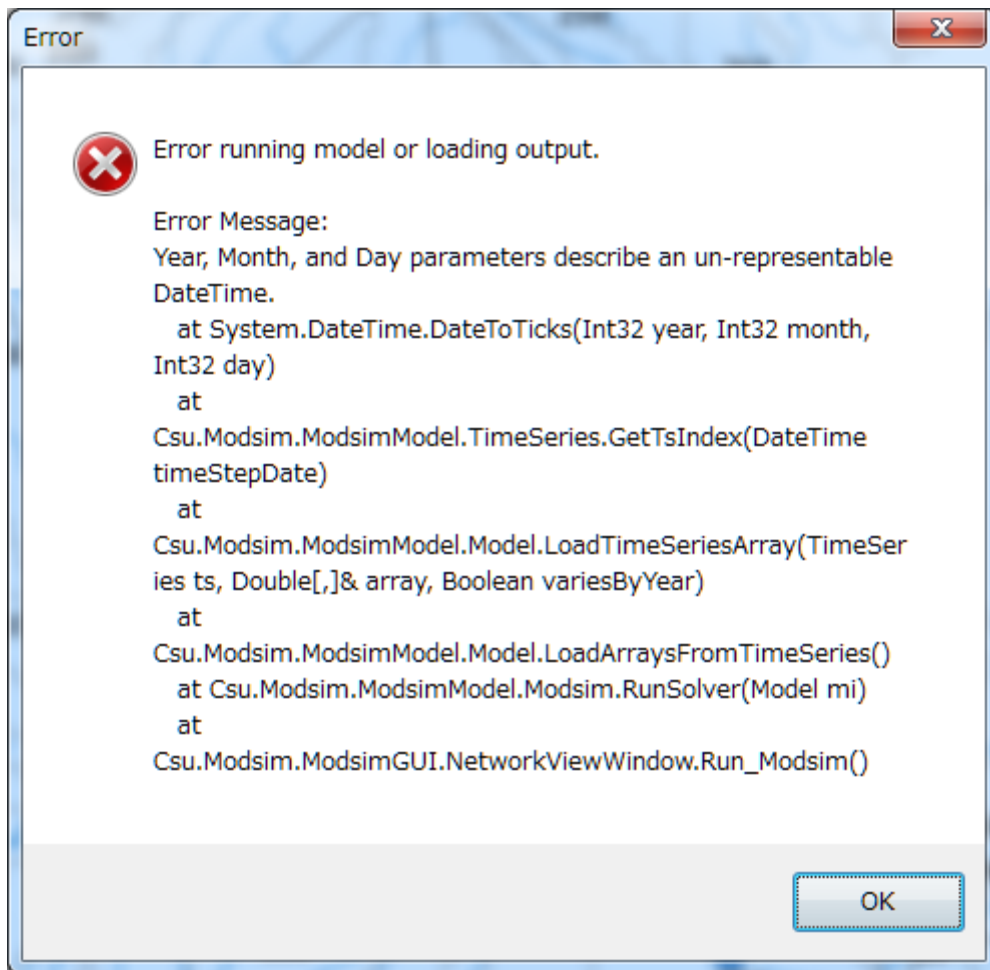 Error
Error running model or loading output.
Error Message:
Year, Month, and Day parameters describe an un-representable
DateTime.
at System.DateTime.DateToTicks(Int32 year, Int32 month,
Int32 day)
at
Csu.Modsim.ModsimModel.TimeSeries.GetTsIndex(DateTime
timeStepDate)
at
Csu.Modsim.ModsimModel.Model.LoadTimeSeriesArray(TimeSer
ies ts, Double[,]& array, Boolean variesByYear)
at
Csu.Modsim.ModsimModel.Model.LoadArraysFromTimeSeries()
at Csu.Modsim.ModsimModel.Modsim.RunSolver(Model mi)
at
Csu.Modsim.ModsimGUI.NetworkViewWindow.Run_Modsim()
OK